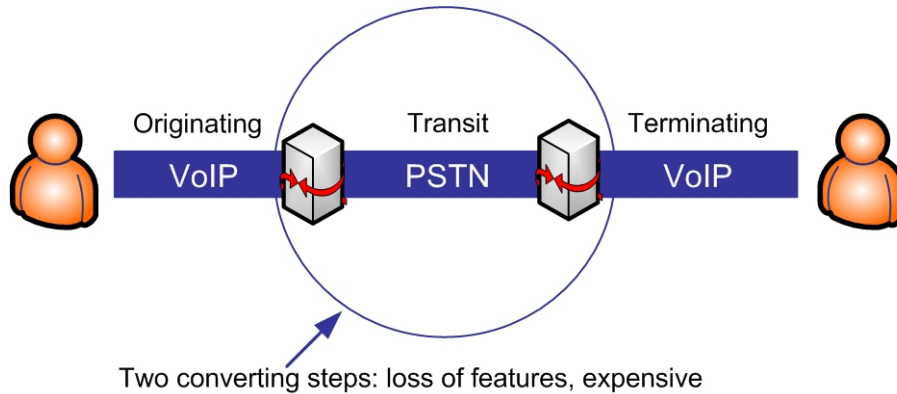 Originating Transit Terminating
VoIP PSTN VoIP
Two converting steps: loss of features, expensive